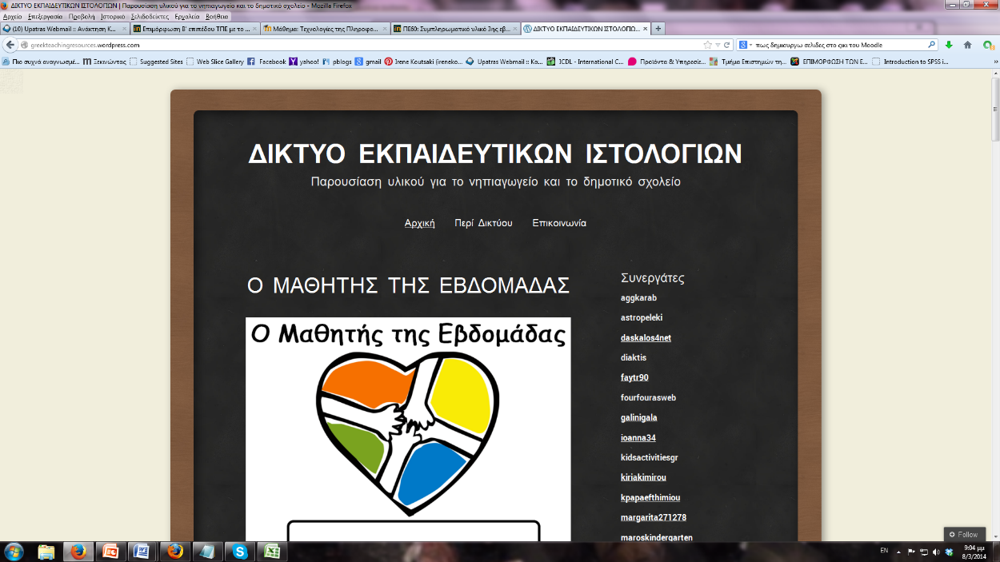 ΔΙΚΤΥΟ ΕΚΠΑΙΔΕΥΤΙΚΩΝ ΙΣΤΟΛΟΓΙΩΝ | Παρουσίαση υλικού για το νηπιαγωγείο και το δημοτικό σχολείο - Mozilla Firefox
Αρχείο Επεξεργασία Προβολή Ιστορικό Σελιδοδείκτες Εργαλεία Βοήθεια
(10) Upatras Webmail :: Ανάκτηση Κ... Επιμόρφωση Β' επιπέδου ΤΠΕ με το ... Μάθημα: Τεχνολογίες της Πληροφο... ΠΕ60: Συμπληρωματικό υλικό 3ης εβ... ΔΙΚΤΥΟ ΕΚΠΑΙΔΕΥΤΙΚΩΝ ΙΣΤΟΛΟΓΙΩ...
greekteachingresources.wordpress.com πως δημιουργω σελιδες στο ςικι του Moodle
Πιο συχνά αναγνωσμέ... Ξεκινώντας Suggested Sites Web Slice Gallery Facebook yahoo! pblogs gmail Irene Koutsaki (ireneko... Upatras Webmail :: Κα... ICDL - International C... Προϊόντα & Υπηρεσίε... Τμήμα Επιστημών τη... ΕΠΙΜΟΡΦΩΣΗ ΤΩΝ Ε... Introduction to SPSS i...
ΔΙΚΤΥΟ ΕΚΠΑΙΔΕΥΤΙΚΩΝ ΙΣΤΟΛΟΓΙΩΝ
Παρουσίαση υλικού για το νηπιαγωγείο και το δημοτικό σχολείο
Αρχική Περί Δικτύου Επικοινωνία
Ο ΜΑΘΗΤΗΣ ΤΗΣ ΕΒΔΟΜΑΔΑΣ
Ο Μαθητής της Εβδομάδας
Συνεργάτες
aggkarab
astropeleki
daskalos4net
diaktis
faytr90
fourfourasweb
galinigala
ioanna34
kidsactivitiesgr
kiriakimirou
kpapaefthimiou
margarita271278
maroskindergarten
Follow
EN
9:04 μμ
8/3/2014